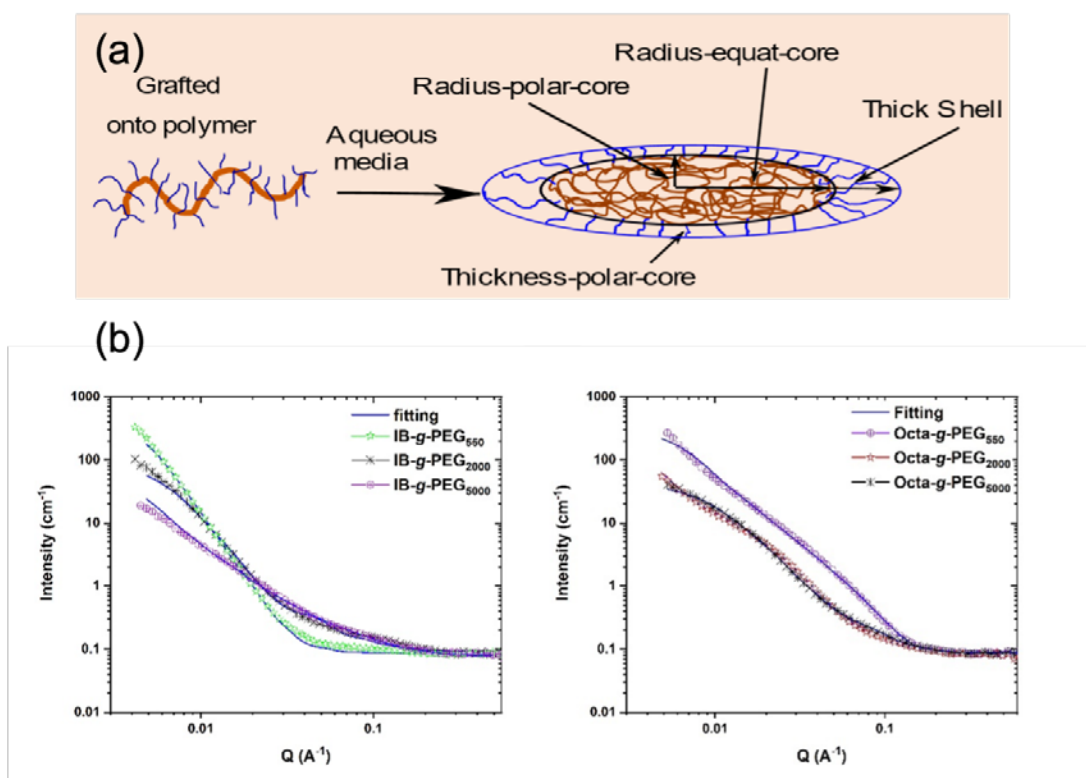 (a)
Grafted
onto polymer
Aqueous
media
Radius-polar-core
Radius-equat-core
Thick Shell
Thickness-polar-core
(b)
1000
100
10
1
0.1
0.01
Intensity (cm-1)
0.01
0.1
Q (A-1)
fitting
IB-g-PEG550
IB-g-PEG2000
IB-g-PEG5000
1000
100
10
1
0.1
0.01
Intensity (cm-1)
0.01
0.1
Q (A-1)
Fitting
Octa-g-PEG550
Octa-g-PEG2000
Octa-g-PEG5000